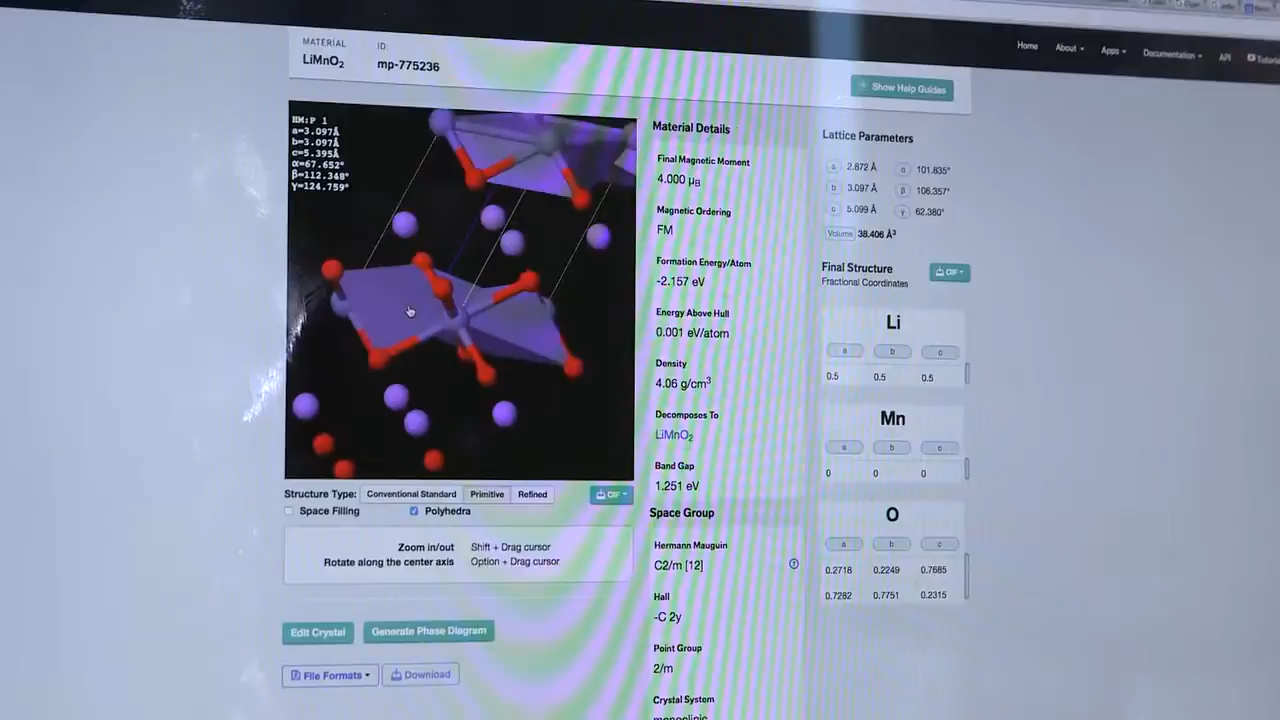 Home
About
Apps
Documentation
API
MATERIAL
ID:
LiMnO2
mp-775236
Show Help Guides
HM:P 1
a=3.097Å
b=3.097Å
c=5.395Å
α=67.652°
β=112.348°
γ=124.759°
Structure Type:
Conventional Standard
Primitive
Refined
CIF
Space Filling
Polyhedra
Zoom in/out Shift + Drag cursor
Rotate along the center axis Option + Drag cursor
Edit Crystal
Generate Phase Diagram
File Formats
Download
Material Details
Final Magnetic Moment
4.000 μB
Magnetic Ordering
FM
Formation Energy/Atom
-2.157 eV
Energy Above Hull
0.001 eV/atom
Density
4.06 g/cm³
Decomposes To
LiMnO2
Band Gap
1.251 eV
Space Group
Hermann Mauguin
C2/m [12]
Hall
-C 2y
Point Group
2/m
Crystal System
monoclinic
Lattice Parameters
a 2.872 Å α 101.835°
b 3.097 Å β 106.357°
c 5.099 Å γ 62.380°
Volume 38.406 Å³
Final Structure
CIF
Fractional Coordinates
Li
a b c
0.5 0.5 0.5
Mn
a b c
0 0 0
O
a b c
0.2718 0.2249 0.7685
0.7282 0.7751 0.2315